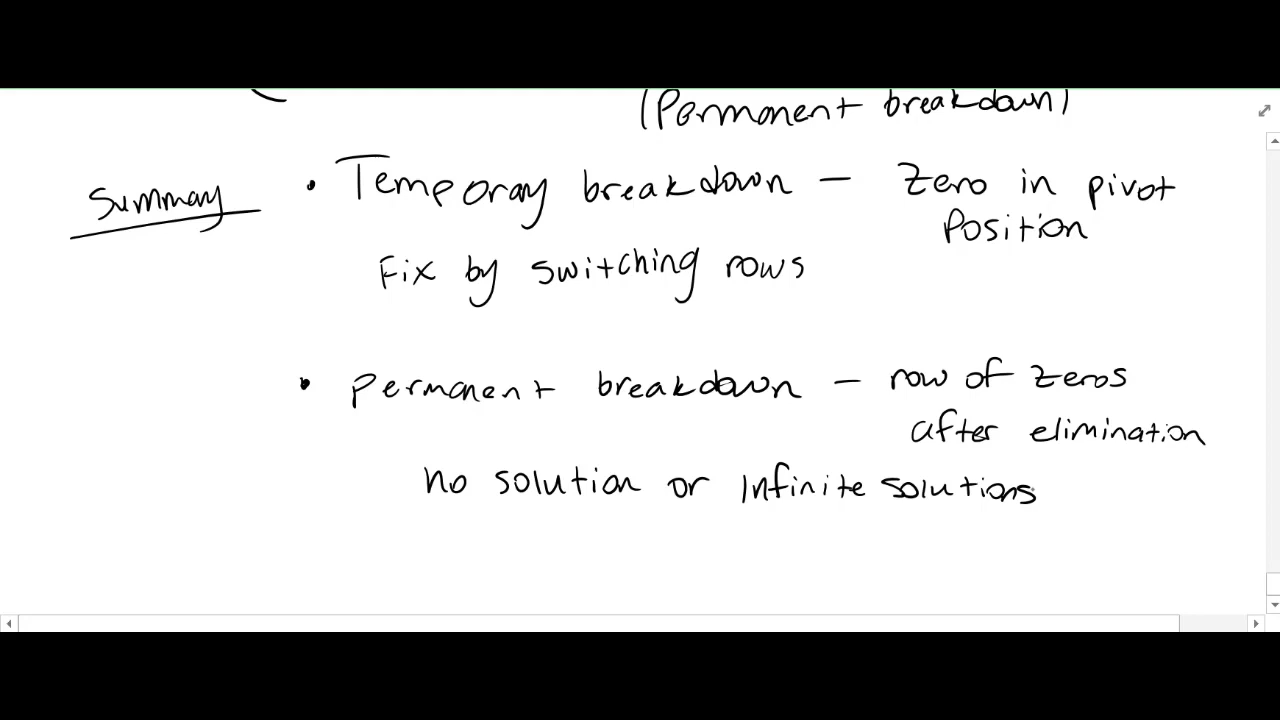 (Permanent breakdown)
Summary
• Temporay breakdown – Zero in pivot
Position
Fix by switching rows
• permanent breakdown – row of zeros
after elimination
no solution or infinite solutions